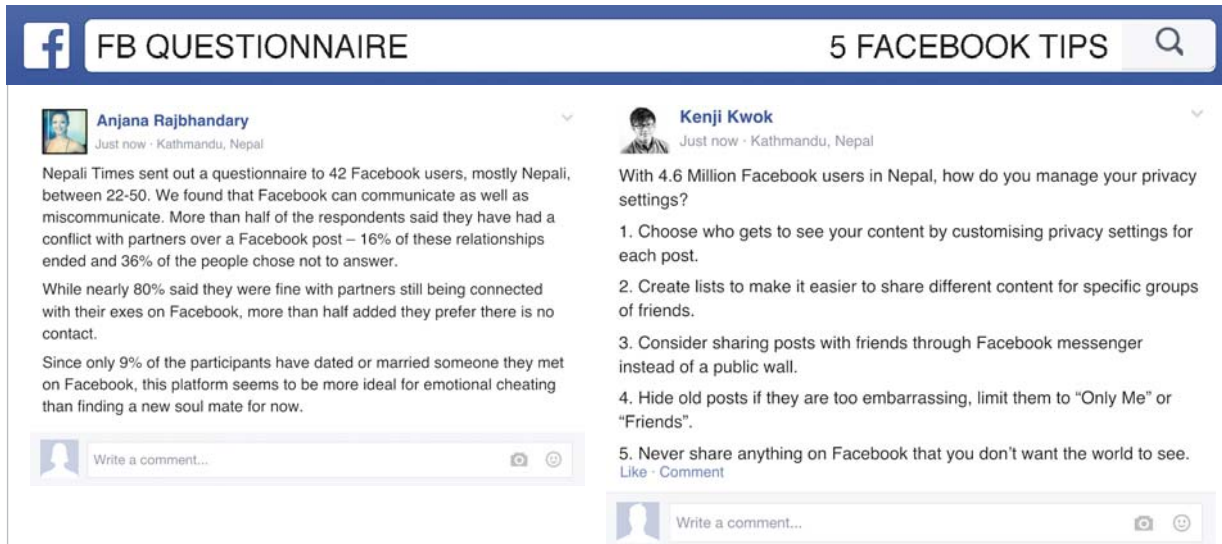 f
FB QUESTIONNAIRE
5 FACEBOOK TIPS
Anjana Rajbhandary
Just now · Kathmandu, Nepal
Nepali Times sent out a questionnaire to 42 Facebook users, mostly Nepali,
between 22-50. We found that Facebook can communicate as well as
miscommunicate. More than half of the respondents said they have had a
conflict with partners over a Facebook post – 16% of these relationships
ended and 36% of the people chose not to answer.
While nearly 80% said they were fine with partners still being connected
with their exes on Facebook, more than half added they prefer there is no
contact.
Since only 9% of the participants have dated or married someone they met
on Facebook, this platform seems to be more ideal for emotional cheating
than finding a new soul mate for now.
Write a comment...
Kenji Kwok
Just now · Kathmandu, Nepal
With 4.6 Million Facebook users in Nepal, how do you manage your privacy
settings?
1. Choose who gets to see your content by customising privacy settings for
each post.
2. Create lists to make it easier to share different content for specific groups
of friends.
3. Consider sharing posts with friends through Facebook messenger
instead of a public wall.
4. Hide old posts if they are too embarrassing, limit them to “Only Me” or
“Friends”.
5. Never share anything on Facebook that you don’t want the world to see.
Like · Comment
Write a comment...